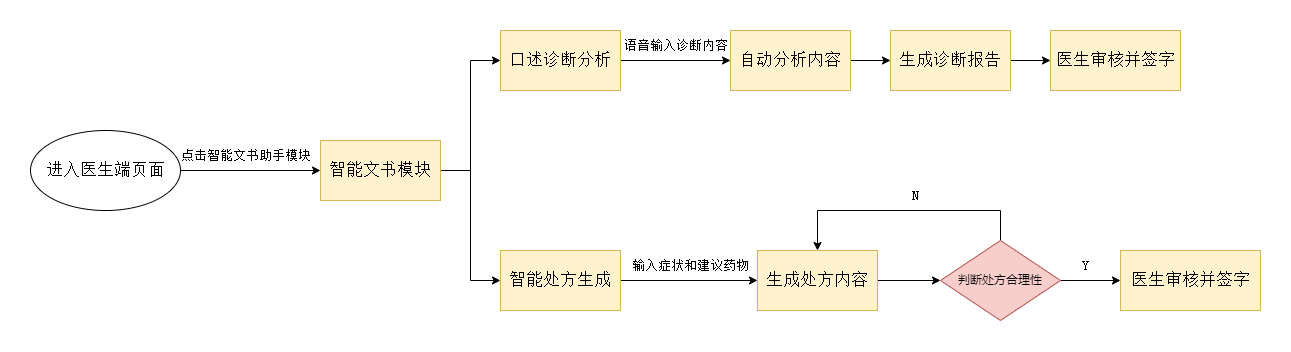 口述诊断分析
语音输入诊断内容
自动分析内容
生成诊断报告
医生审核并签字
进入医生端页面
点击智能文书助手模块
智能文书模块
智能处方生成
输入症状和建议药物
生成处方内容
N
判断处方合理性
Y
医生审核并签字